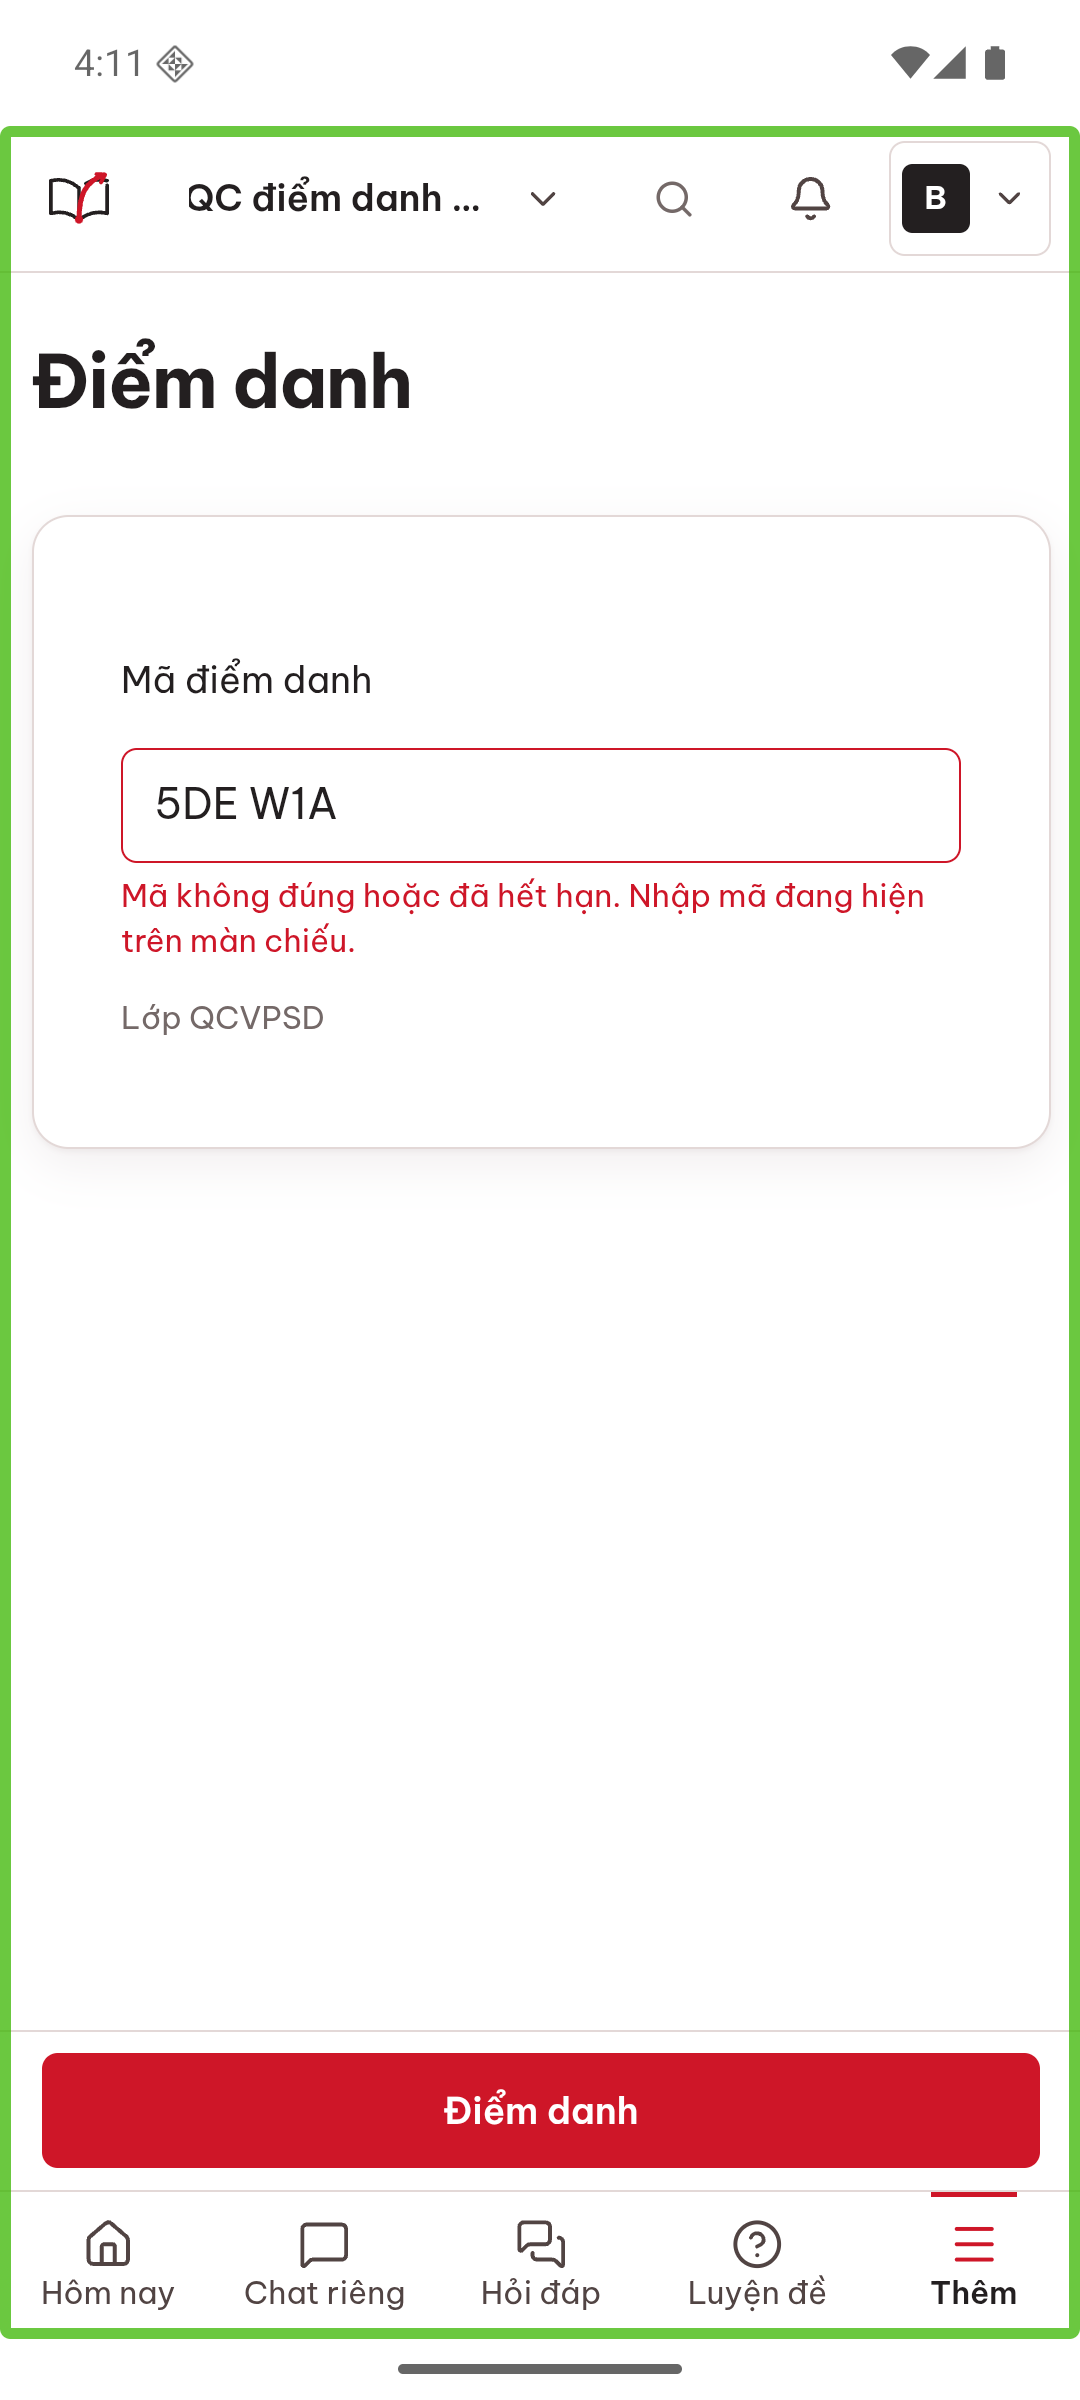 4:11
QC điểm danh ...
B
Điểm danh
Mã điểm danh
5DE W1A
Mã không đúng hoặc đã hết hạn. Nhập mã đang hiện
trên màn chiếu.
Lớp QCVPSD
Điểm danh
Hôm nay
Chat riêng
Hỏi đáp
Luyện đề
Thêm